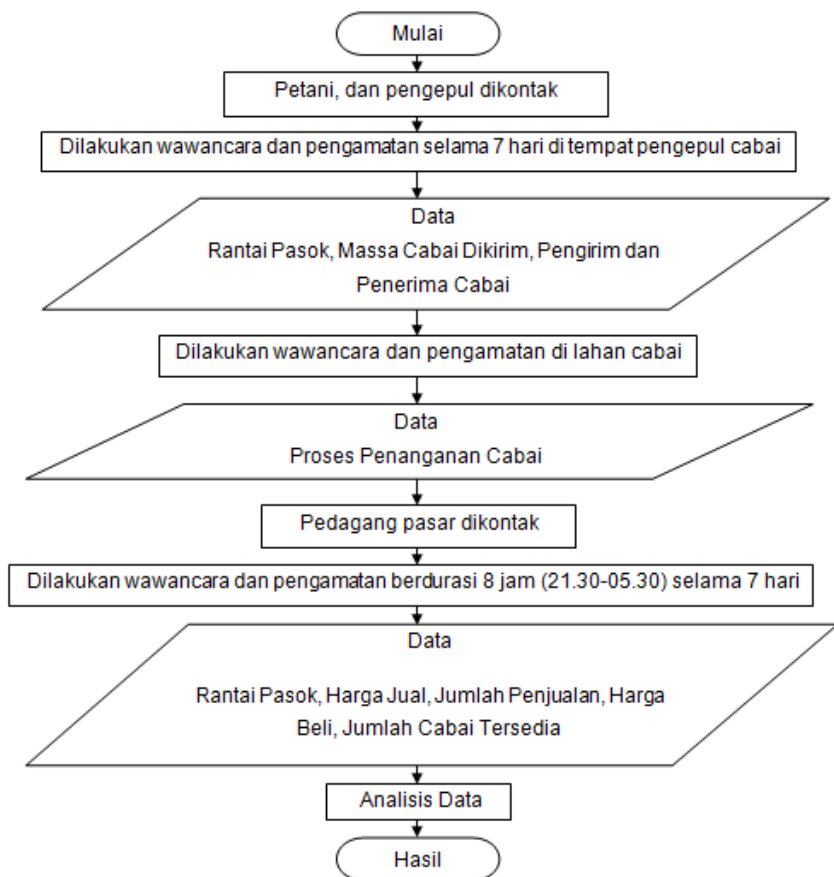 Mulai
Petani, dan pengepul dikontak
Dilakukan wawancara dan pengamatan selama 7 hari di tempat pengepul cabai
Data
Rantai Pasok, Massa Cabai Dikirim, Pengirim dan
Penerima Cabai
Dilakukan wawancara dan pengamatan di lahan cabai
Data
Proses Penanganan Cabai
Pedagang pasar dikontak
Dilakukan wawancara dan pengamatan berdurasi 8 jam (21.30-05.30) selama 7 hari
Data
Rantai Pasok, Harga Jual, Jumlah Penjualan, Harga
Beli, Jumlah Cabai Tersedia
Analisis Data
Hasil